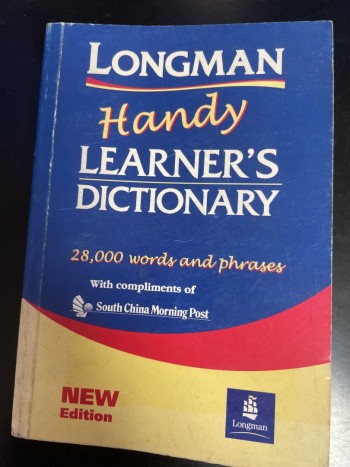 LONGMAN
Handy
LEARNER'S
DICTIONARY
28,000 words and phrases
With compliments of
South China Morning Post
NEW
Edition
Longman